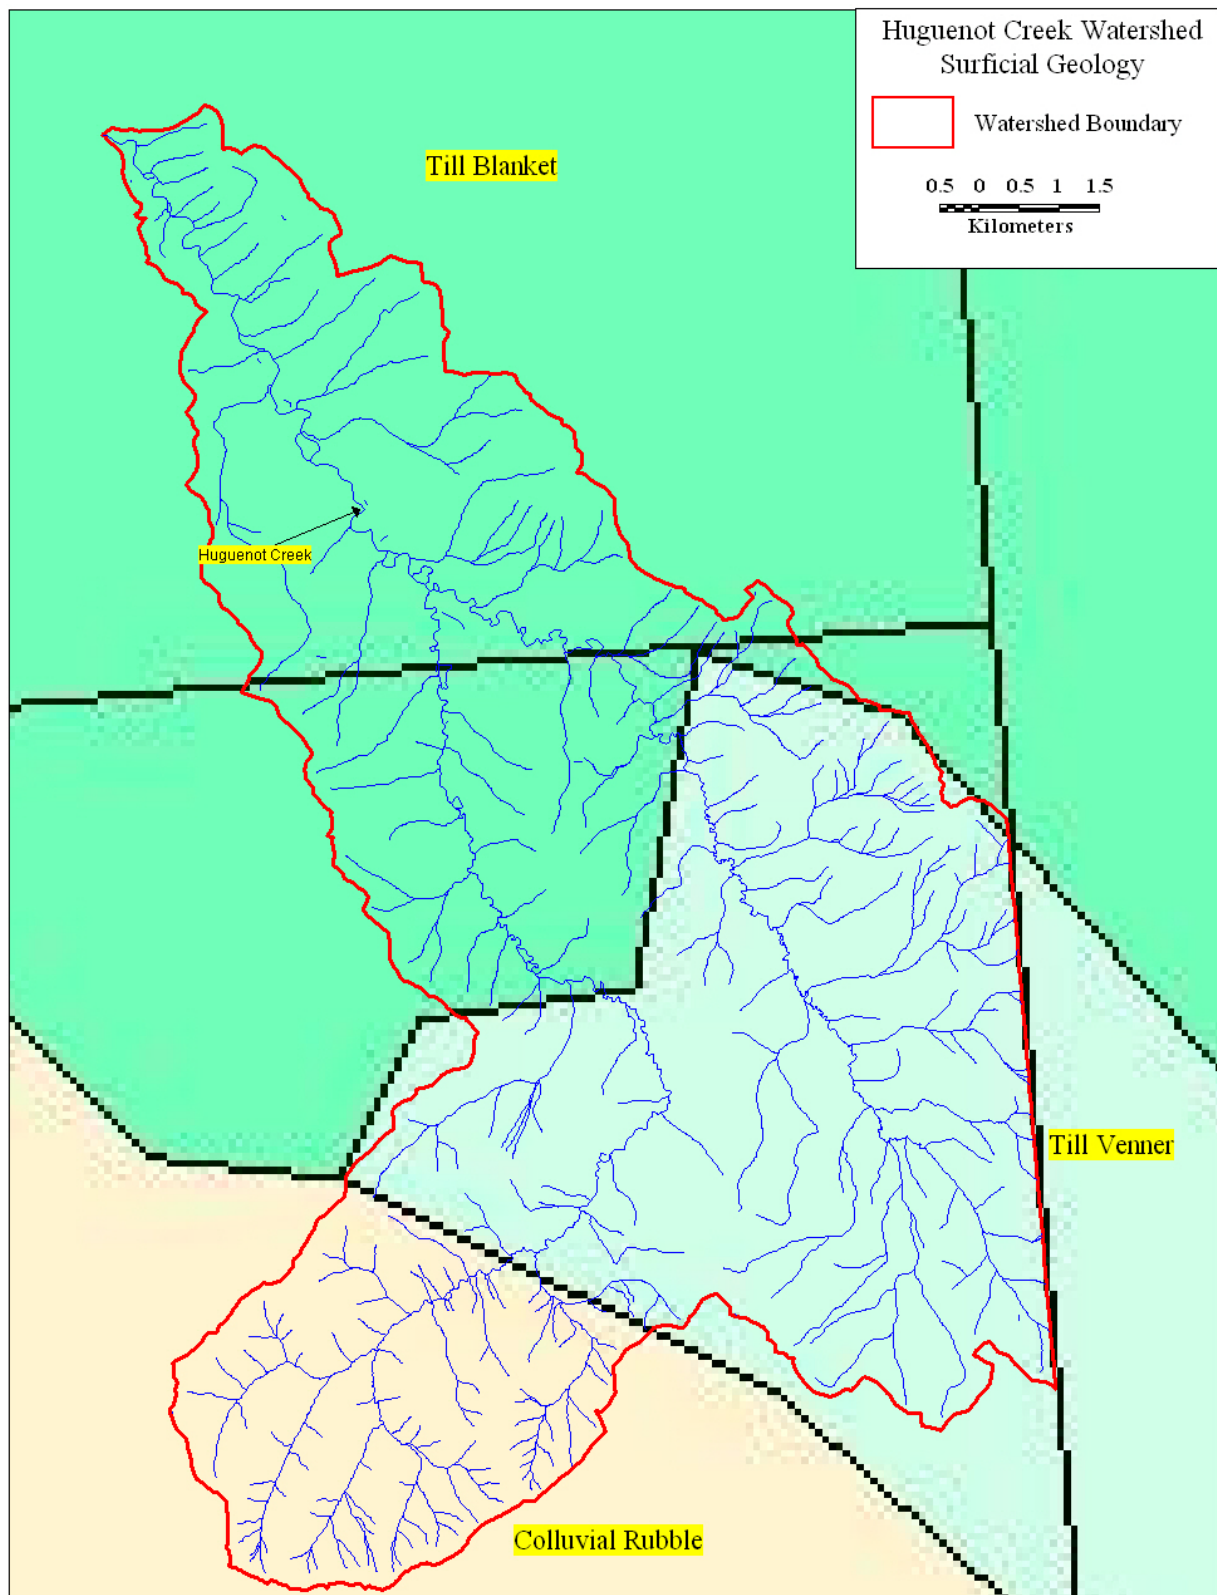 Huguenot Creek Watershed
Surficial Geology
Watershed Boundary
0.5 0 0.5 1 1.5
Kilometers
Till Blanket
Huguenot Creek
Till Venner
Colluvial Rubble